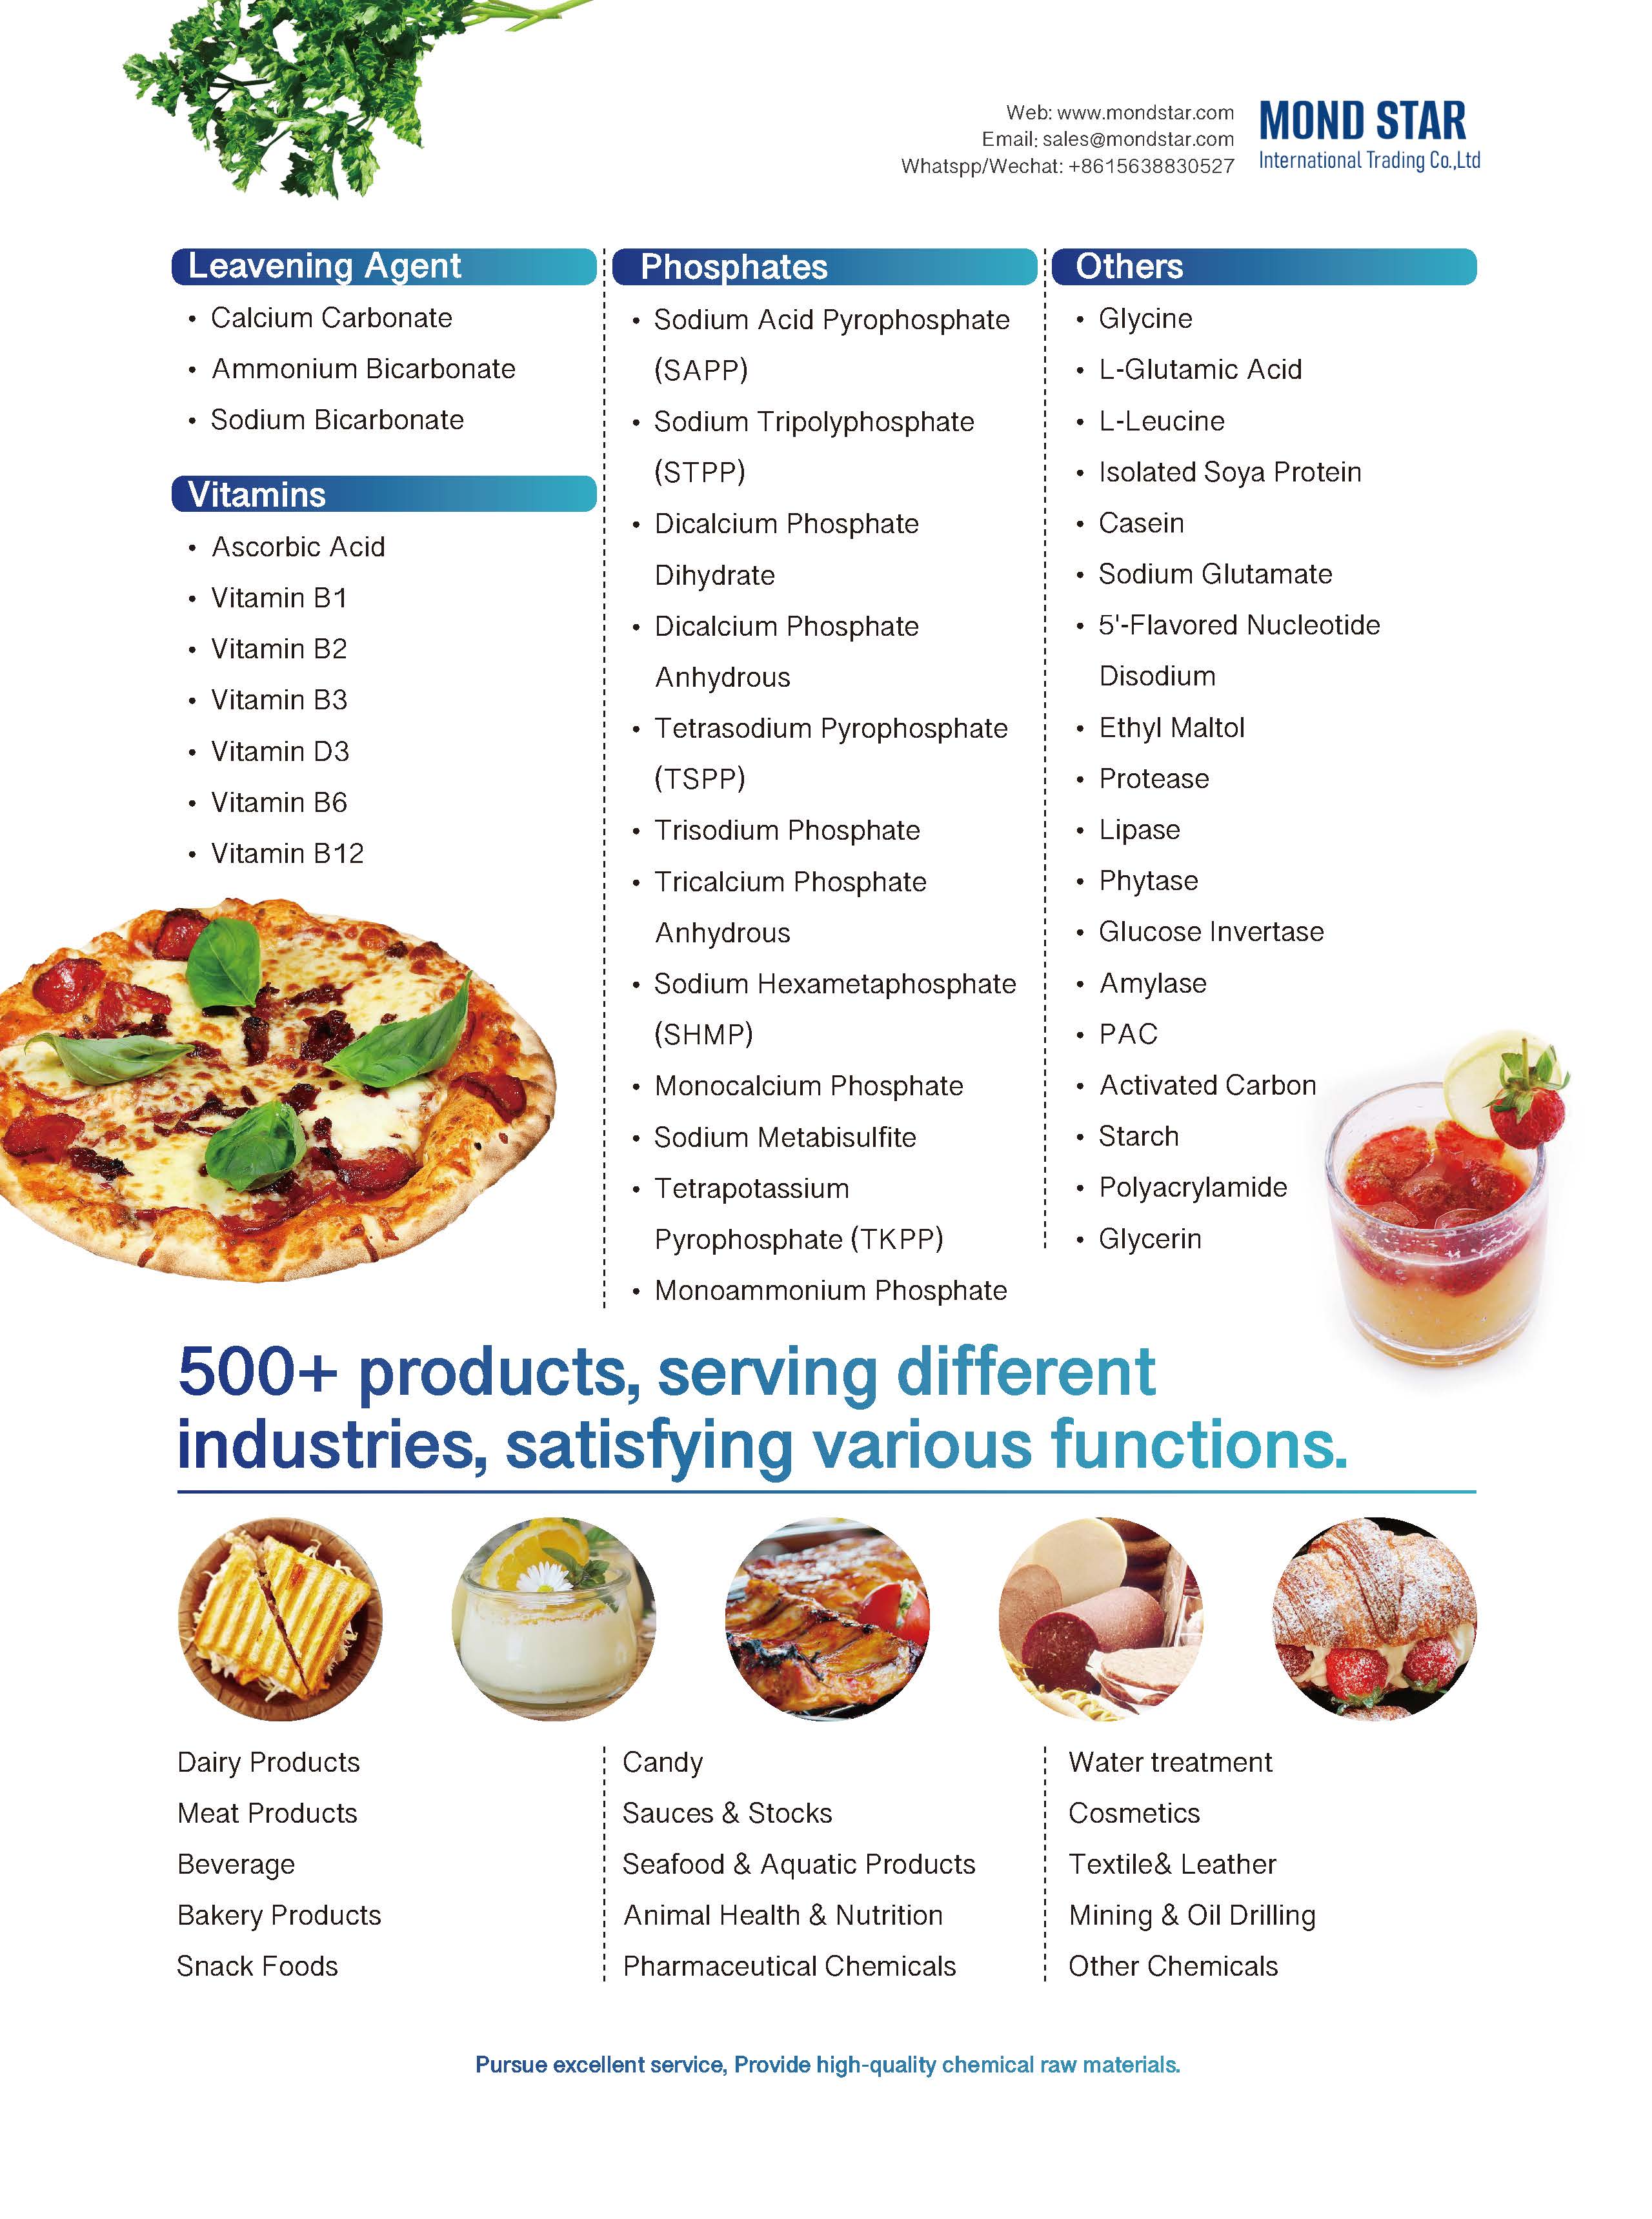 Web: www.mondstar.com
Email: sales@mondstar.com
Whatspp/Wechat: +8615638830527
MOND STAR
International Trading Co.,Ltd
Leavening Agent
• Calcium Carbonate
• Ammonium Bicarbonate
• Sodium Bicarbonate
Vitamins
• Ascorbic Acid
• Vitamin B1
• Vitamin B2
• Vitamin B3
• Vitamin D3
• Vitamin B6
• Vitamin B12
Phosphates
• Sodium Acid Pyrophosphate
(SAPP)
• Sodium Tripolyphosphate
(STPP)
• Dicalcium Phosphate
Dihydrate
• Dicalcium Phosphate
Anhydrous
• Tetrasodium Pyrophosphate
(TSPP)
• Trisodium Phosphate
• Tricalcium Phosphate
Anhydrous
• Sodium Hexametaphosphate
(SHMP)
• Monocalcium Phosphate
• Sodium Metabisulfite
• Tetrapotassium
Pyrophosphate (TKPP)
• Monoammonium Phosphate
Others
• Glycine
• L-Glutamic Acid
• L-Leucine
• Isolated Soya Protein
• Casein
• Sodium Glutamate
• 5'-Flavored Nucleotide
Disodium
• Ethyl Maltol
• Protease
• Lipase
• Phytase
• Glucose Invertase
• Amylase
• PAC
• Activated Carbon
• Starch
• Polyacrylamide
• Glycerin
500+ products, serving different
industries, satisfying various functions.
Dairy Products
Meat Products
Beverage
Bakery Products
Snack Foods
Candy
Sauces & Stocks
Seafood & Aquatic Products
Animal Health & Nutrition
Pharmaceutical Chemicals
Water treatment
Cosmetics
Textile& Leather
Mining & Oil Drilling
Other Chemicals
Pursue excellent service, Provide high-quality chemical raw materials.